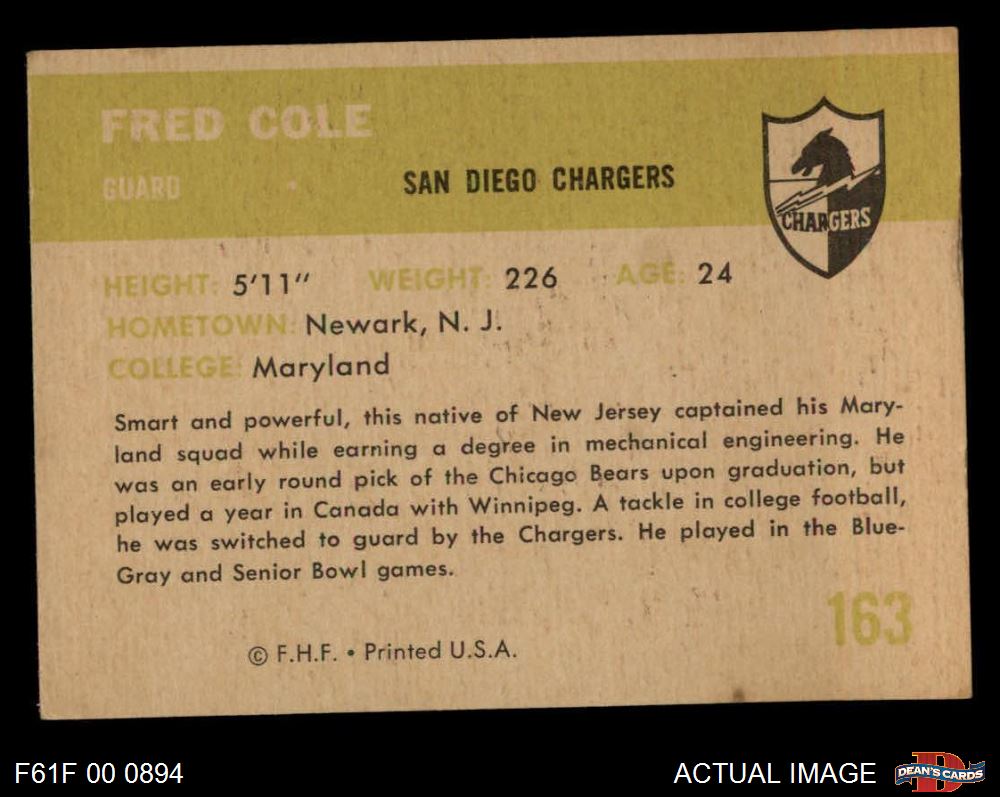 FRED COLE
GUARD
SAN DIEGO CHARGERS
CHARGERS
HEIGHT: 5'11" WEIGHT: 226 AGE: 24
HOMETOWN: Newark, N. J.
COLLEGE: Maryland
Smart and powerful, this native of New Jersey captained his Mary-
land squad while earning a degree in mechanical engineering. He
was an early round pick of the Chicago Bears upon graduation, but
played a year in Canada with Winnipeg. A tackle in college football,
he was switched to guard by the Chargers. He played in the Blue-
Gray and Senior Bowl games.
163
© F.H.F. • Printed U.S.A.
F61F 00 0894
ACTUAL IMAGE
D
DEAN'S CARDS